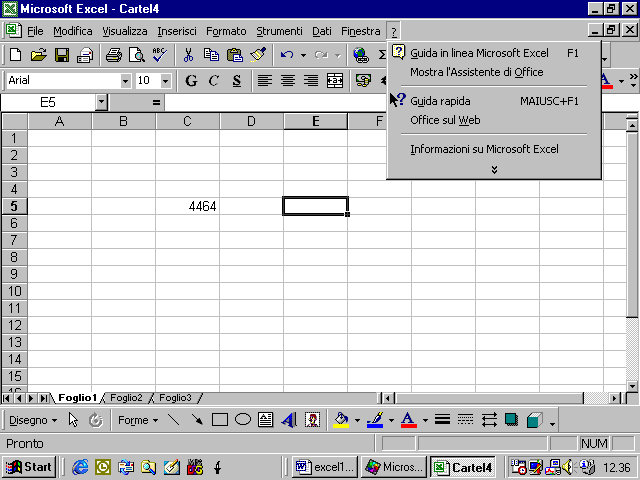 Microsoft Excel - Cartel4
File Modifica Visualizza Inserisci Formato Strumenti Dati Finestra ?
ABC
Σ
Guida in linea Microsoft Excel F1
Mostra l'Assistente di Office
Guida rapida MAIUSC+F1
Office sul Web
Informazioni su Microsoft Excel
Arial 10 G C S A
E5 =
A B C D E F
1
2
3
4
5 4464
6
7
8
9
10
11
12
13
14
15
16
Foglio1 Foglio2 Foglio3
Disegno Forme A A
Pronto NUM
Start excel1... Micros... Cartel4 12.36